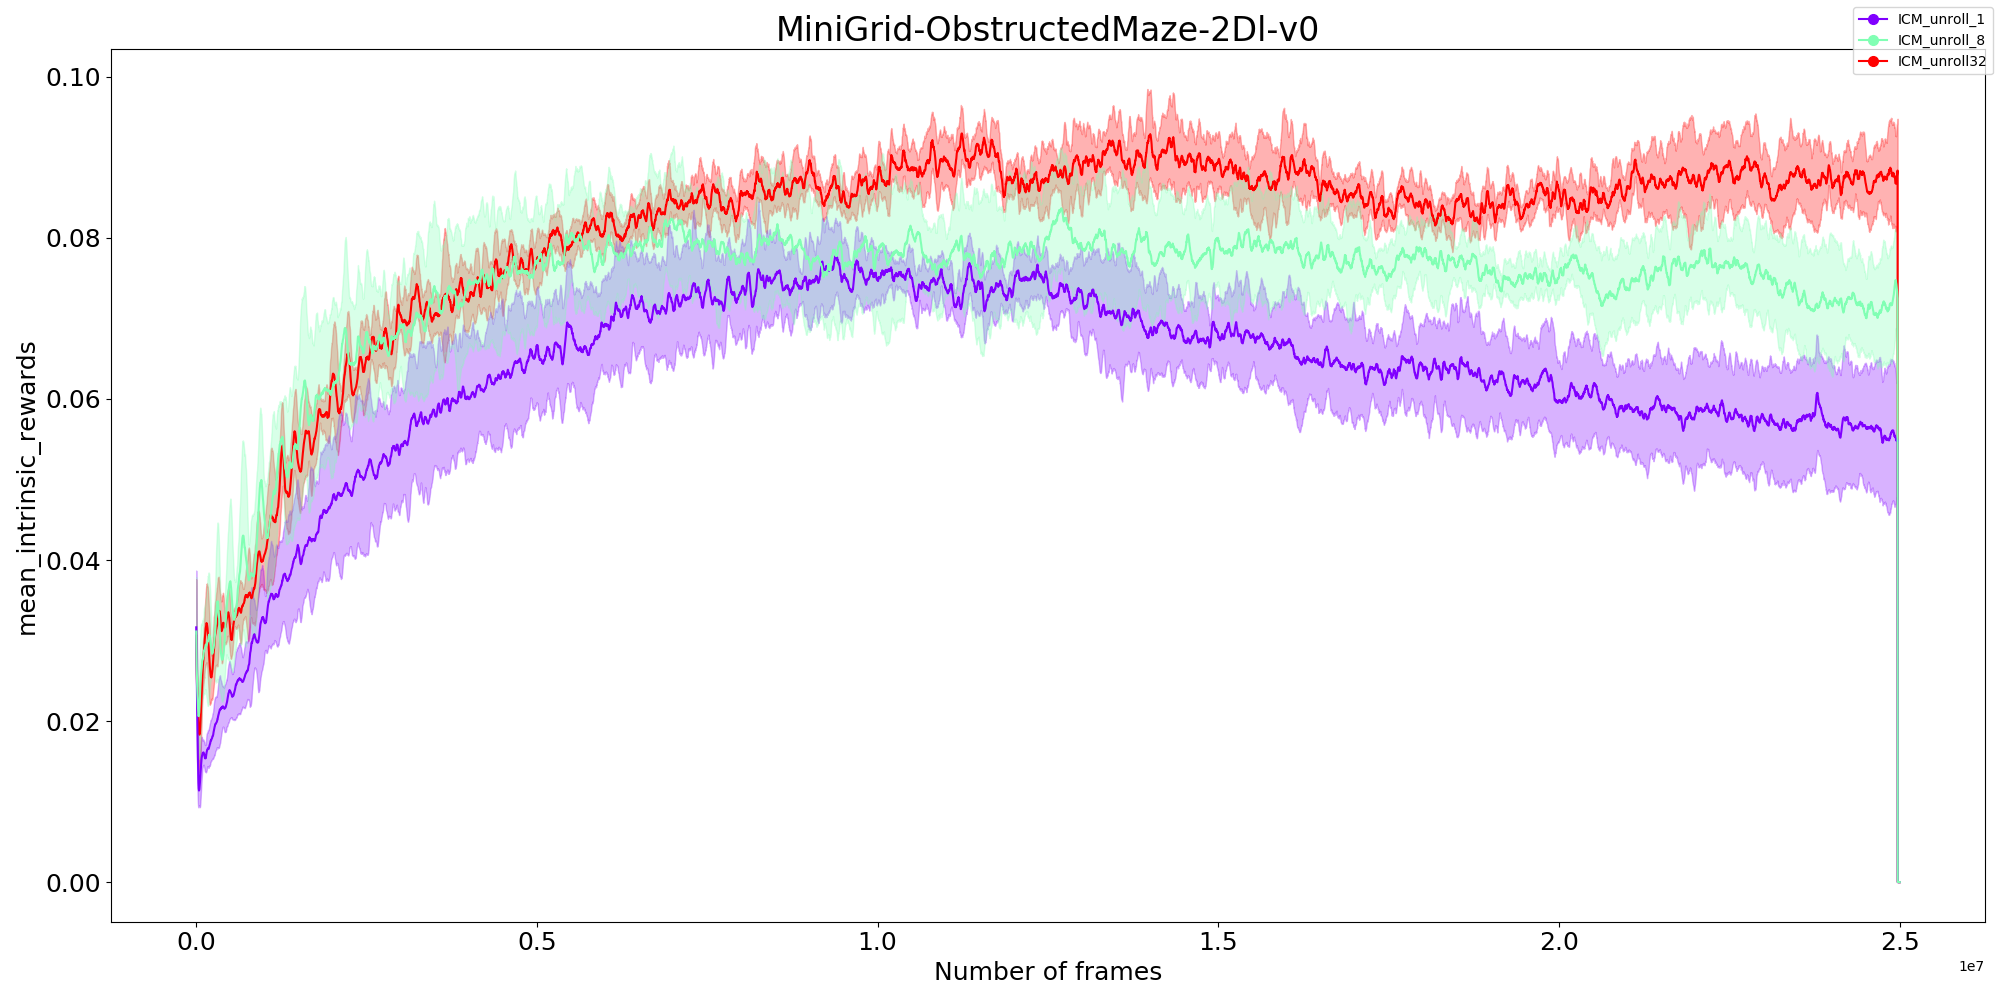 MiniGrid-ObstructedMaze-2Dl-v0
ICM_unroll_1
ICM_unroll_8
ICM_unroll32
mean_intrinsic_rewards
0.10
0.08
0.06
0.04
0.02
0.00
0.0 0.5 1.0 1.5 2.0 2.5
Number of frames
1e7